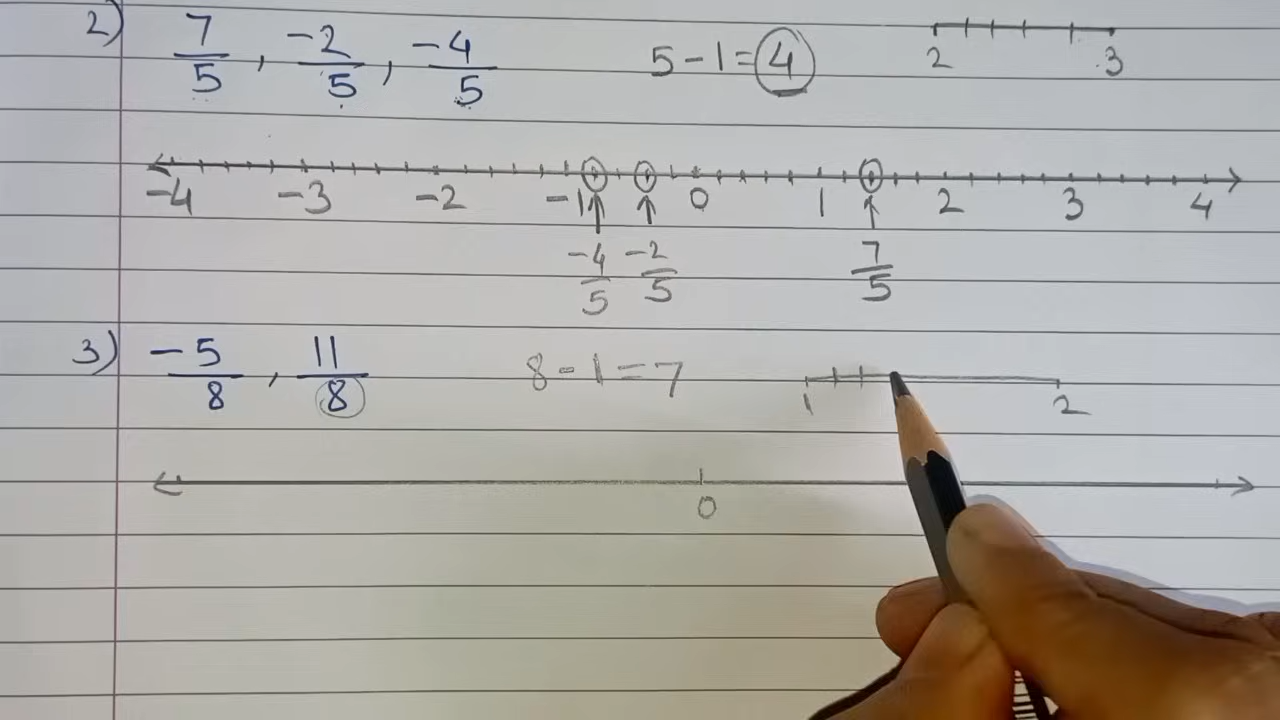 2) 7/5 , -2/5 , -4/5 5-1=4
2 3
-4 -3 -2 -1 0 1 2 3 4
-4/5 -2/5 7/5
3) -5/8 , 11/8 8-1=7
1 2
0